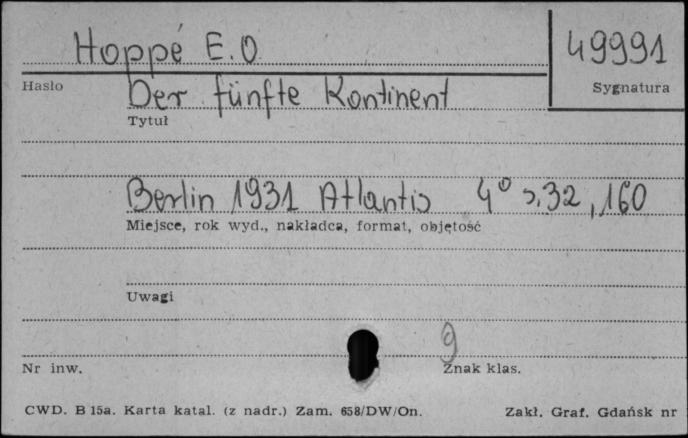 Hoppé E.O.
49991
Hasło
Sygnatura
Der fünfte Kontinent
Tytuł
Berlin 1931 Atlantis 4° s. 32, 160
Miejsce, rok wyd., nakładca, format, objętość
Uwagi
9
Nr inw.
Znak klas.
CWD. B 15a. Karta katal. (z nadr.) Zam. 658/DW/On.
Zakł. Graf. Gdańsk nr